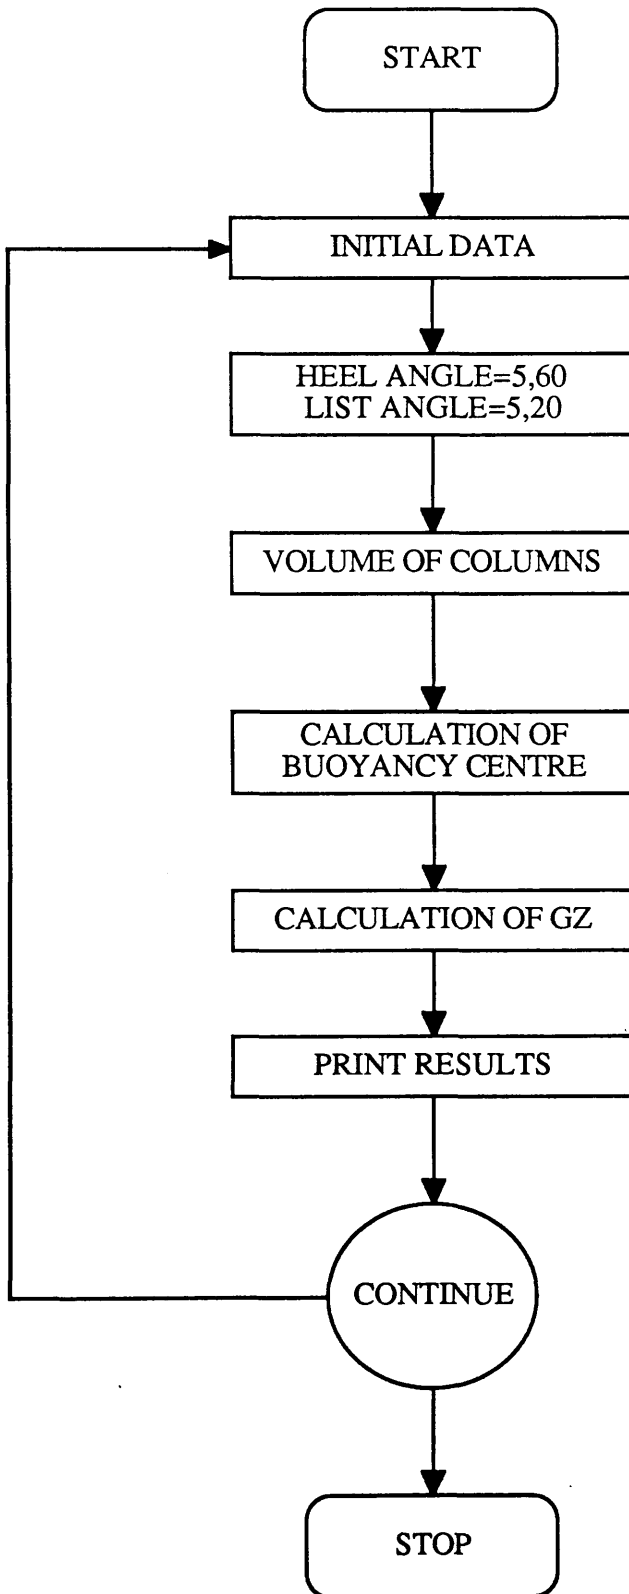 START
INITIAL DATA
HEEL ANGLE=5,60
LIST ANGLE=5,20
VOLUME OF COLUMNS
CALCULATION OF
BUOYANCY CENTRE
CALCULATION OF GZ
PRINT RESULTS
CONTINUE
STOP